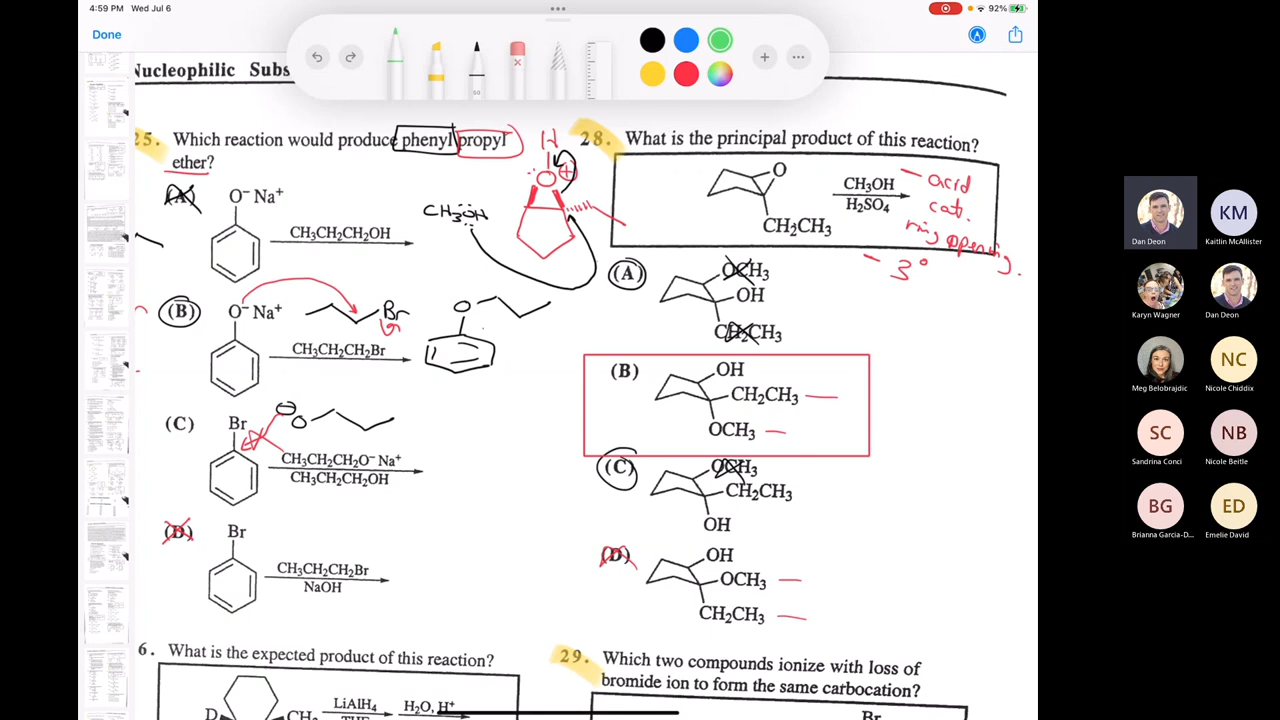 4:59 PM Wed Jul 6
92%
Done
Nucleophilic Subs
25. Which reaction would produce phenyl propyl
ether?
(A)
O⁻ Na⁺
CH3CH2CH2OH
(B)
O⁻ Na⁺
Br
CH3CH2CH2Br
O
(C)
Br
O
CH3CH2CH2O⁻ Na⁺
CH3CH2CH2OH
(D)
Br
CH3CH2CH2Br
NaOH
H
O
+
CH3ÖH
28. What is the principal product of this reaction?
O
CH2CH3
CH3OH
H2SO4
– acid
cat.
ring opening.
– 3°
(A)
OCH3
OH
CH2CH3
(B)
OH
CH2CH3
OCH3
(C)
OCH3
CH2CH3
OH
(D)
OH
OCH3
CH2CH3
6. What is the expected product of this reaction?
D
CH3
LiAlH4
THF
H2O, H⁺
29. Which two compounds ionize with loss of
bromide ion to form the same carbocation?
Br
Dan Deon
KM
Kaitlin McAllister
Karyn Wagner
Dan Deon
Meg Belobrajdic
NC
Nicole Chiddix
SC
Sandrina Conci
NB
Nicole Beitle
BG
Brianna Garcia-D...
ED
Emelie David